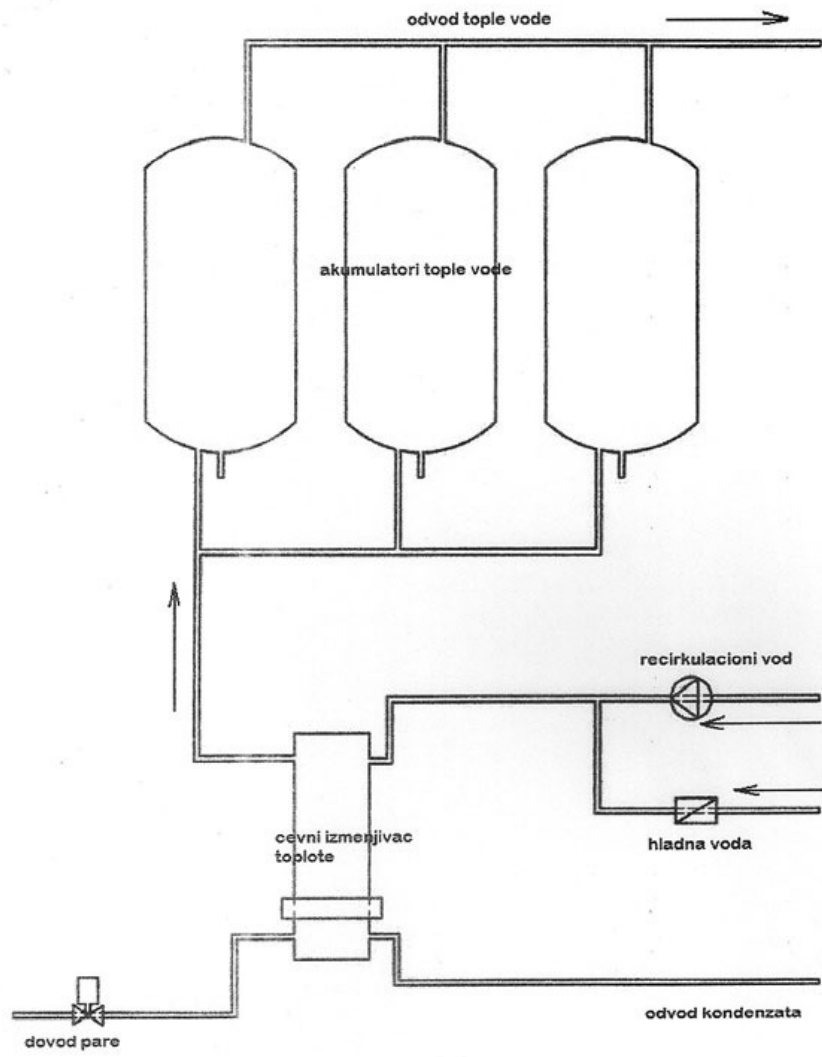 odvod tople vode
akumulatori tople vode
recirkulacioni vod
hladna voda
cevni izmenjivac
toplote
odvod kondenzata
dovod pare